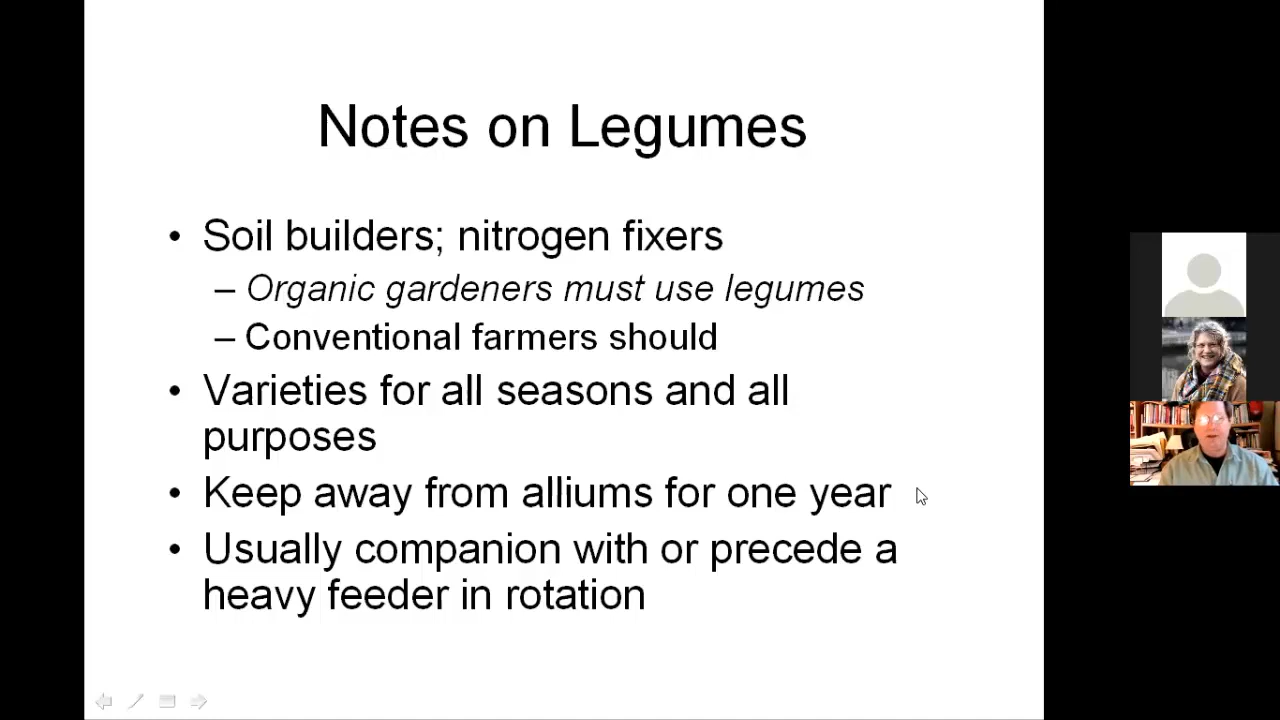 Notes on Legumes
• Soil builders; nitrogen fixers
– Organic gardeners must use legumes
– Conventional farmers should
• Varieties for all seasons and all
purposes
• Keep away from alliums for one year
• Usually companion with or precede a
heavy feeder in rotation